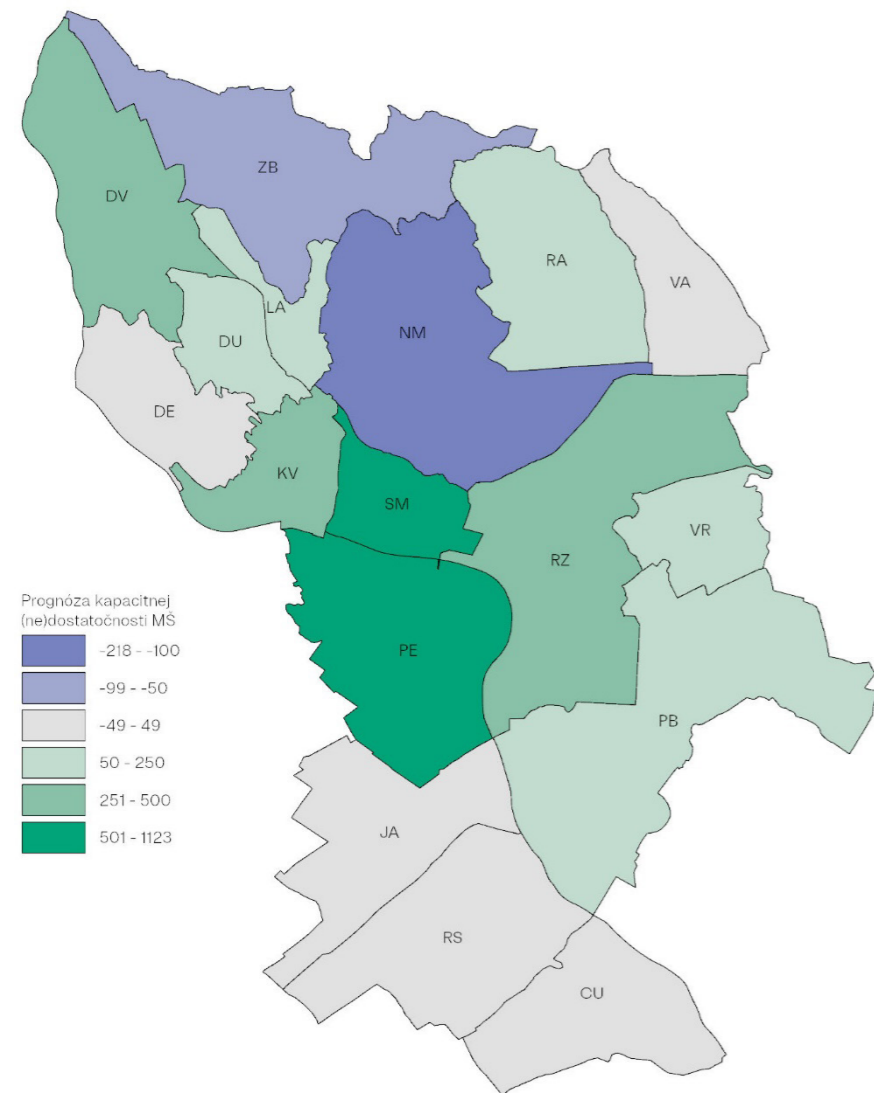 ZB
DV
RA
VA
LA
NM
DU
DE
KV
SM
VR
RZ
Prognóza kapacitnej
(ne)dostatočnosti MŠ
-218 - -100
PE
-99 - -50
-49 - 49
PB
50 - 250
251 - 500
501 - 1123
JA
RS
CU